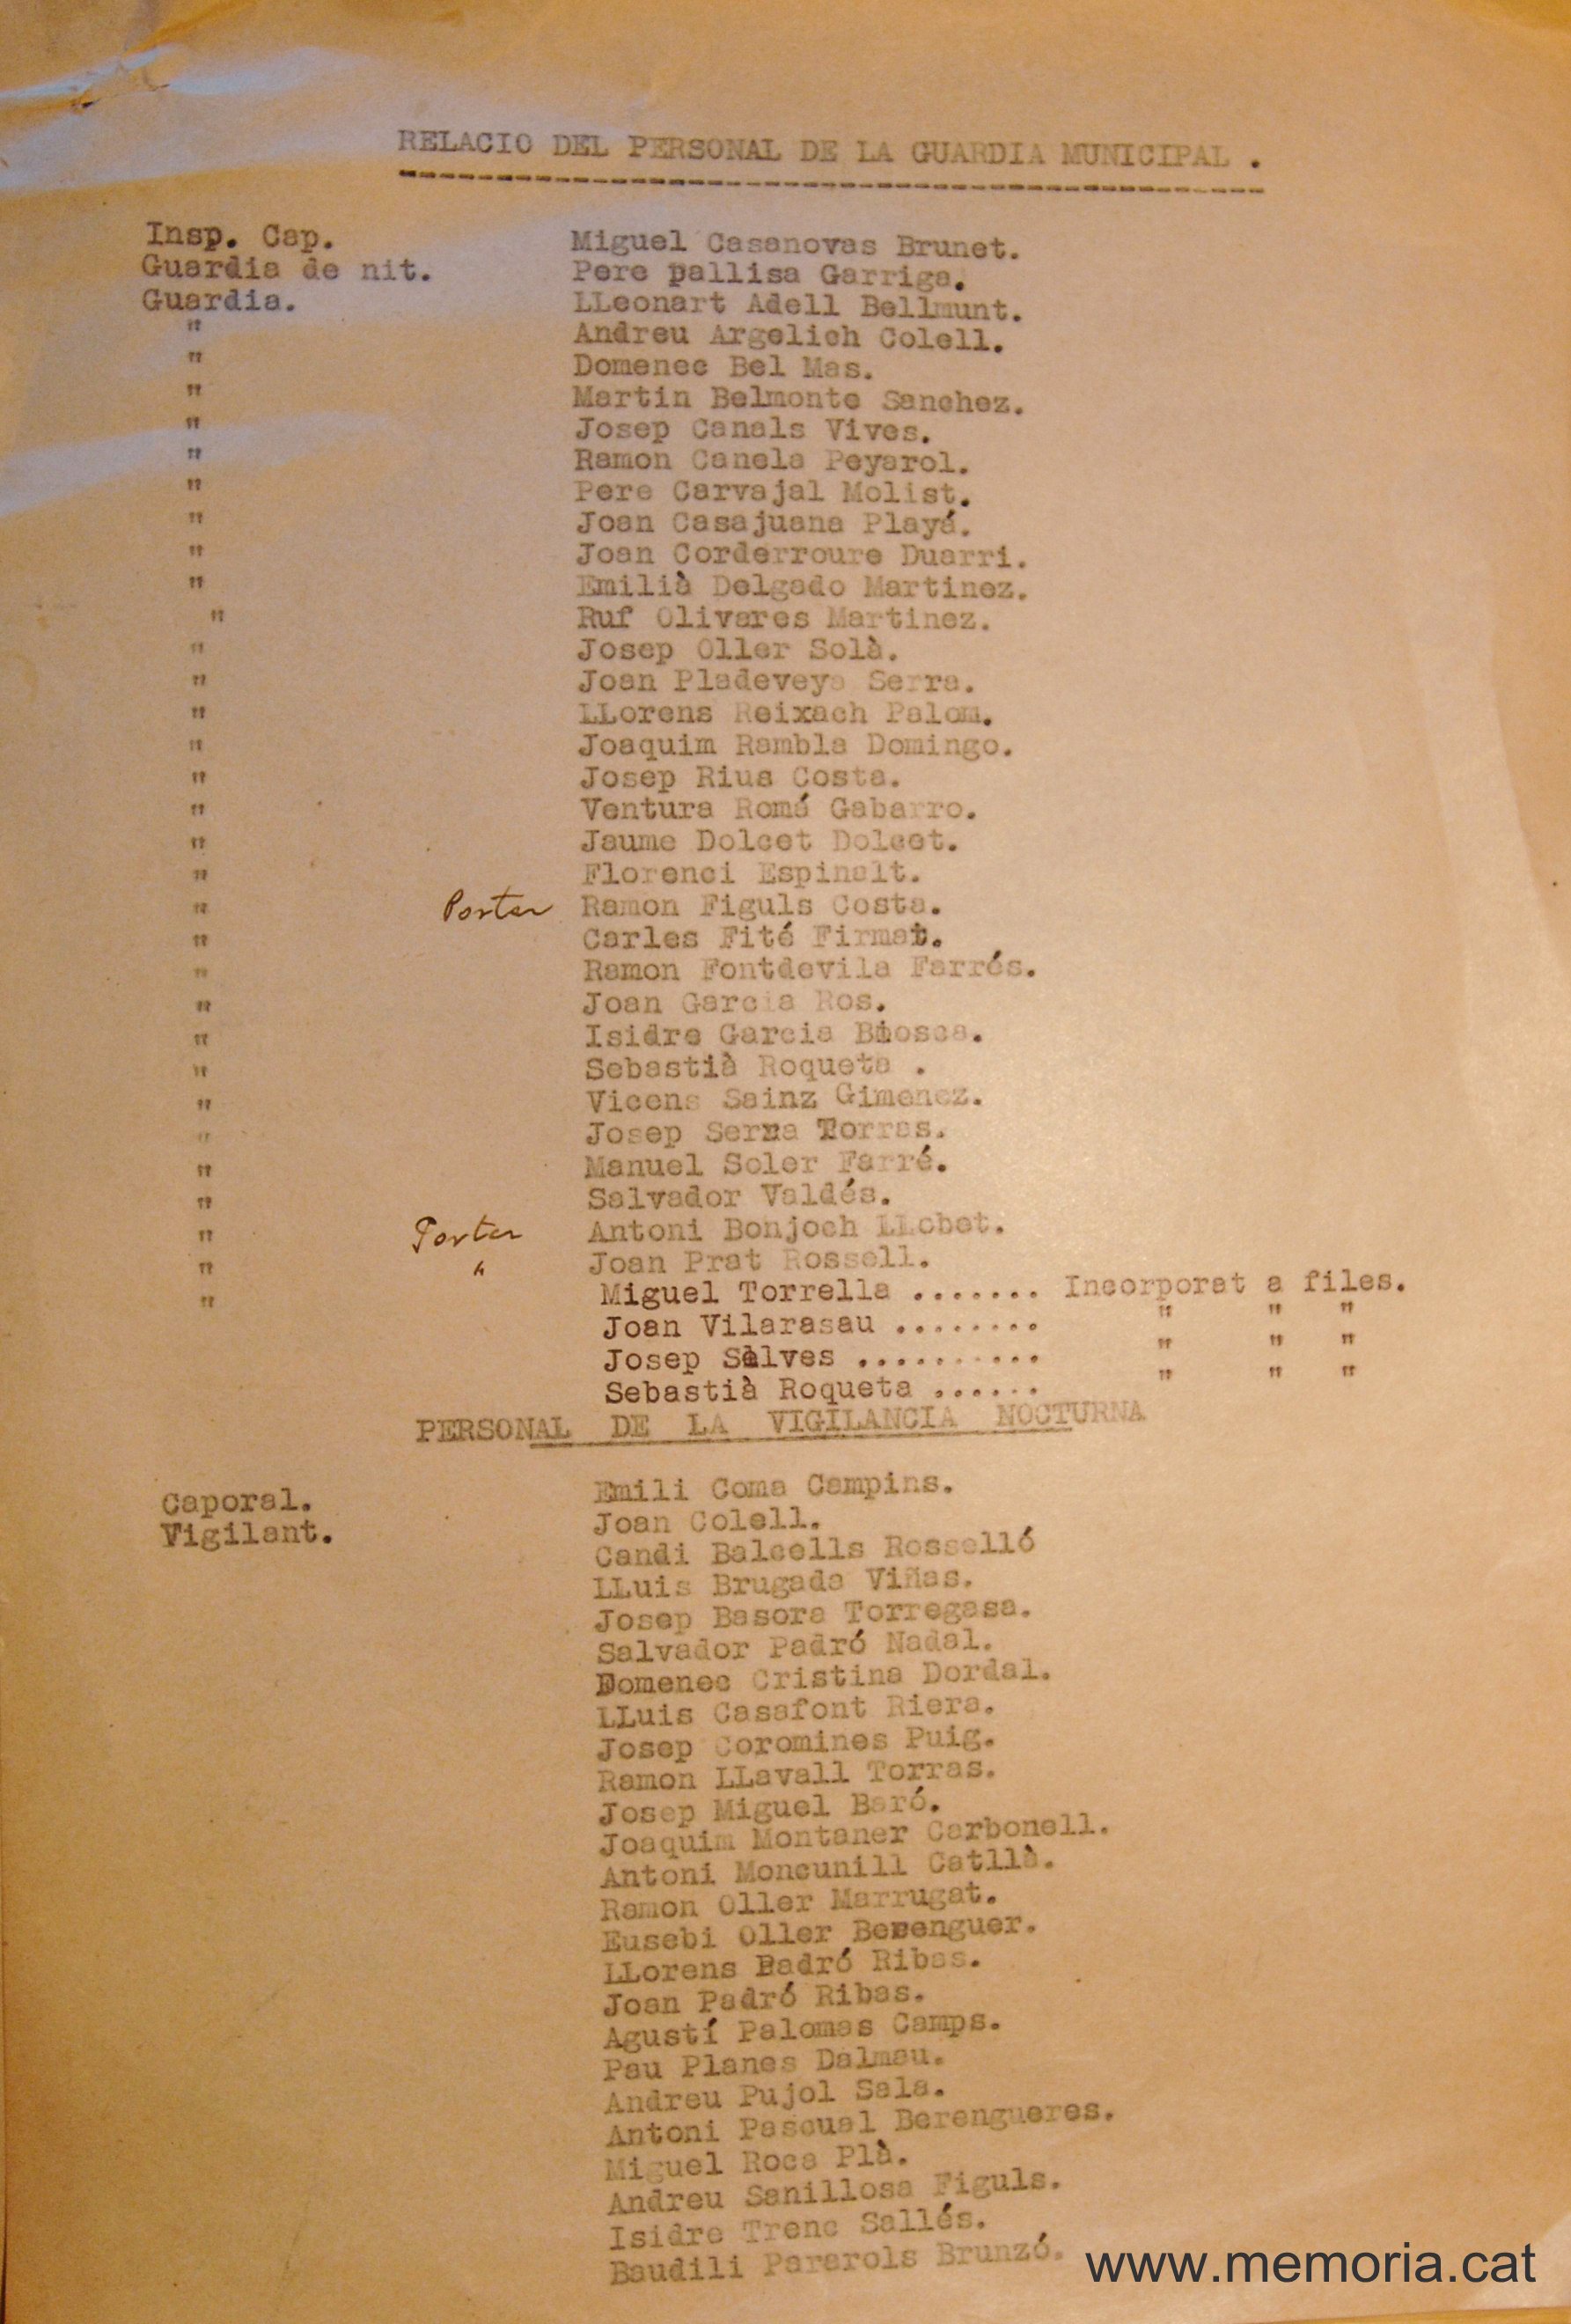 RELACIO DEL PERSONAL DE LA GUARDIA MUNICIPAL .
Insp. Cap. Miguel Casanovas Brunet.
Guardia de nit. Pere pallisa Garriga.
Guardia. LLeonart Adell Bellmunt.
" Andreu Argelich Colell.
" Domenec Bel Mas.
" Martin Belmonte Sanchez.
" Josep Canals Vives.
" Ramon Canela Peyarol.
" Pere Carvajal Molist.
" Joan Casajuana Playá.
" Joan Corderroure Duarri.
" Emilià Delgado Martinez.
" Ruf Olivares Martinez.
" Josep Oller Solà.
" Joan Pladeveya Serra.
" LLorens Reixach Palom.
" Joaquim Rambla Domingo.
" Josep Rius Costa.
" Ventura Romá Gabarro.
" Jaume Dolcet Dolcet.
" Florenci Espinalt.
" Porter Ramon Figuls Costa.
" Carles Fité Firmat.
" Ramon Fontdevila Farrés.
" Joan Garcia Ros.
" Isidre Garcia Biosca.
" Sebastià Roqueta .
" Vicens Sainz Gimenez.
" Josep Serra Torras.
" Manuel Soler Farré.
" Salvador Valdés.
" Porter Antoni Bonjoch LLobet.
" " Joan Prat Rossell.
" Miguel Torrella ....... Incorporat a files.
Joan Vilarasau ........ " " "
Josep Selves .......... " " "
Sebastià Roqueta ...... " " "
PERSONAL DE LA VIGILANCIA NOCTURNA
Caporal. Emili Coma Campins.
Vigilant. Joan Colell.
Candi Balcells Rosselló
LLuis Brugada Viñas.
Josep Basora Torregasa.
Salvador Padró Nadal.
Domenec Cristina Dordal.
LLuis Casafont Riera.
Josep Coromines Puig.
Ramon LLavall Torras.
Josep Miguel Baró.
Joaquim Montaner Carbonell.
Antoni Moncunill Catllà.
Ramon Oller Marrugat.
Eusebi Oller Berenguer.
LLorens Padró Ribas.
Joan Padró Ribas.
Agustí Palomas Camps.
Pau Planes Dalmau.
Andreu Pujol Sala.
Antoni Pascual Berengueres.
Miguel Roca Plà.
Andreu Sanillosa Figuls.
Isidre Trenc Sallés.
Baudili Pararols Brunzó.
www.memoria.cat